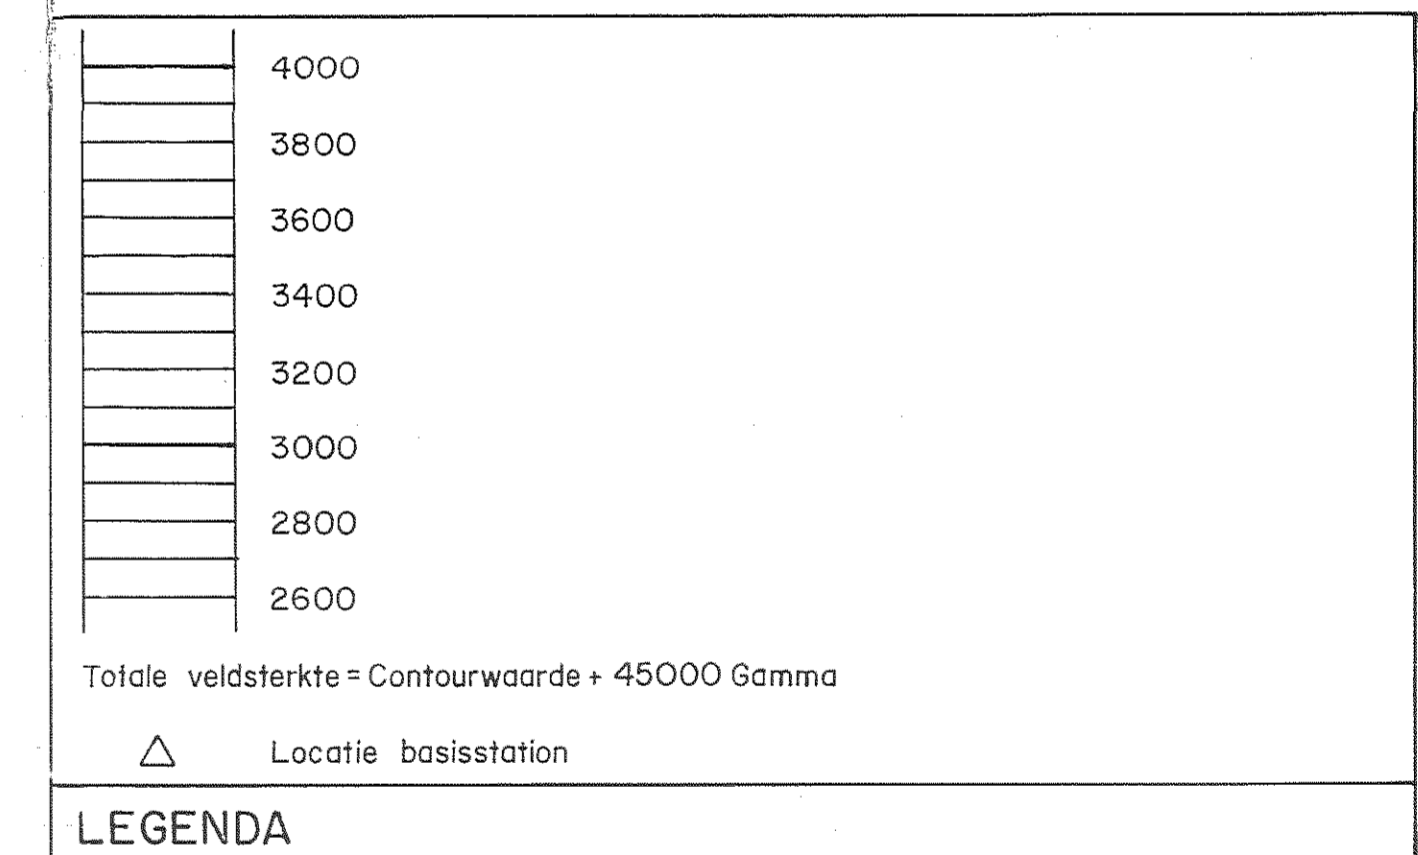 4000
3800
3600
3400
3200
3000
2800
2600
Totale veldsterkte = Contourwaarde + 45000 Gamma
Locatie basisstation
LEGENDA